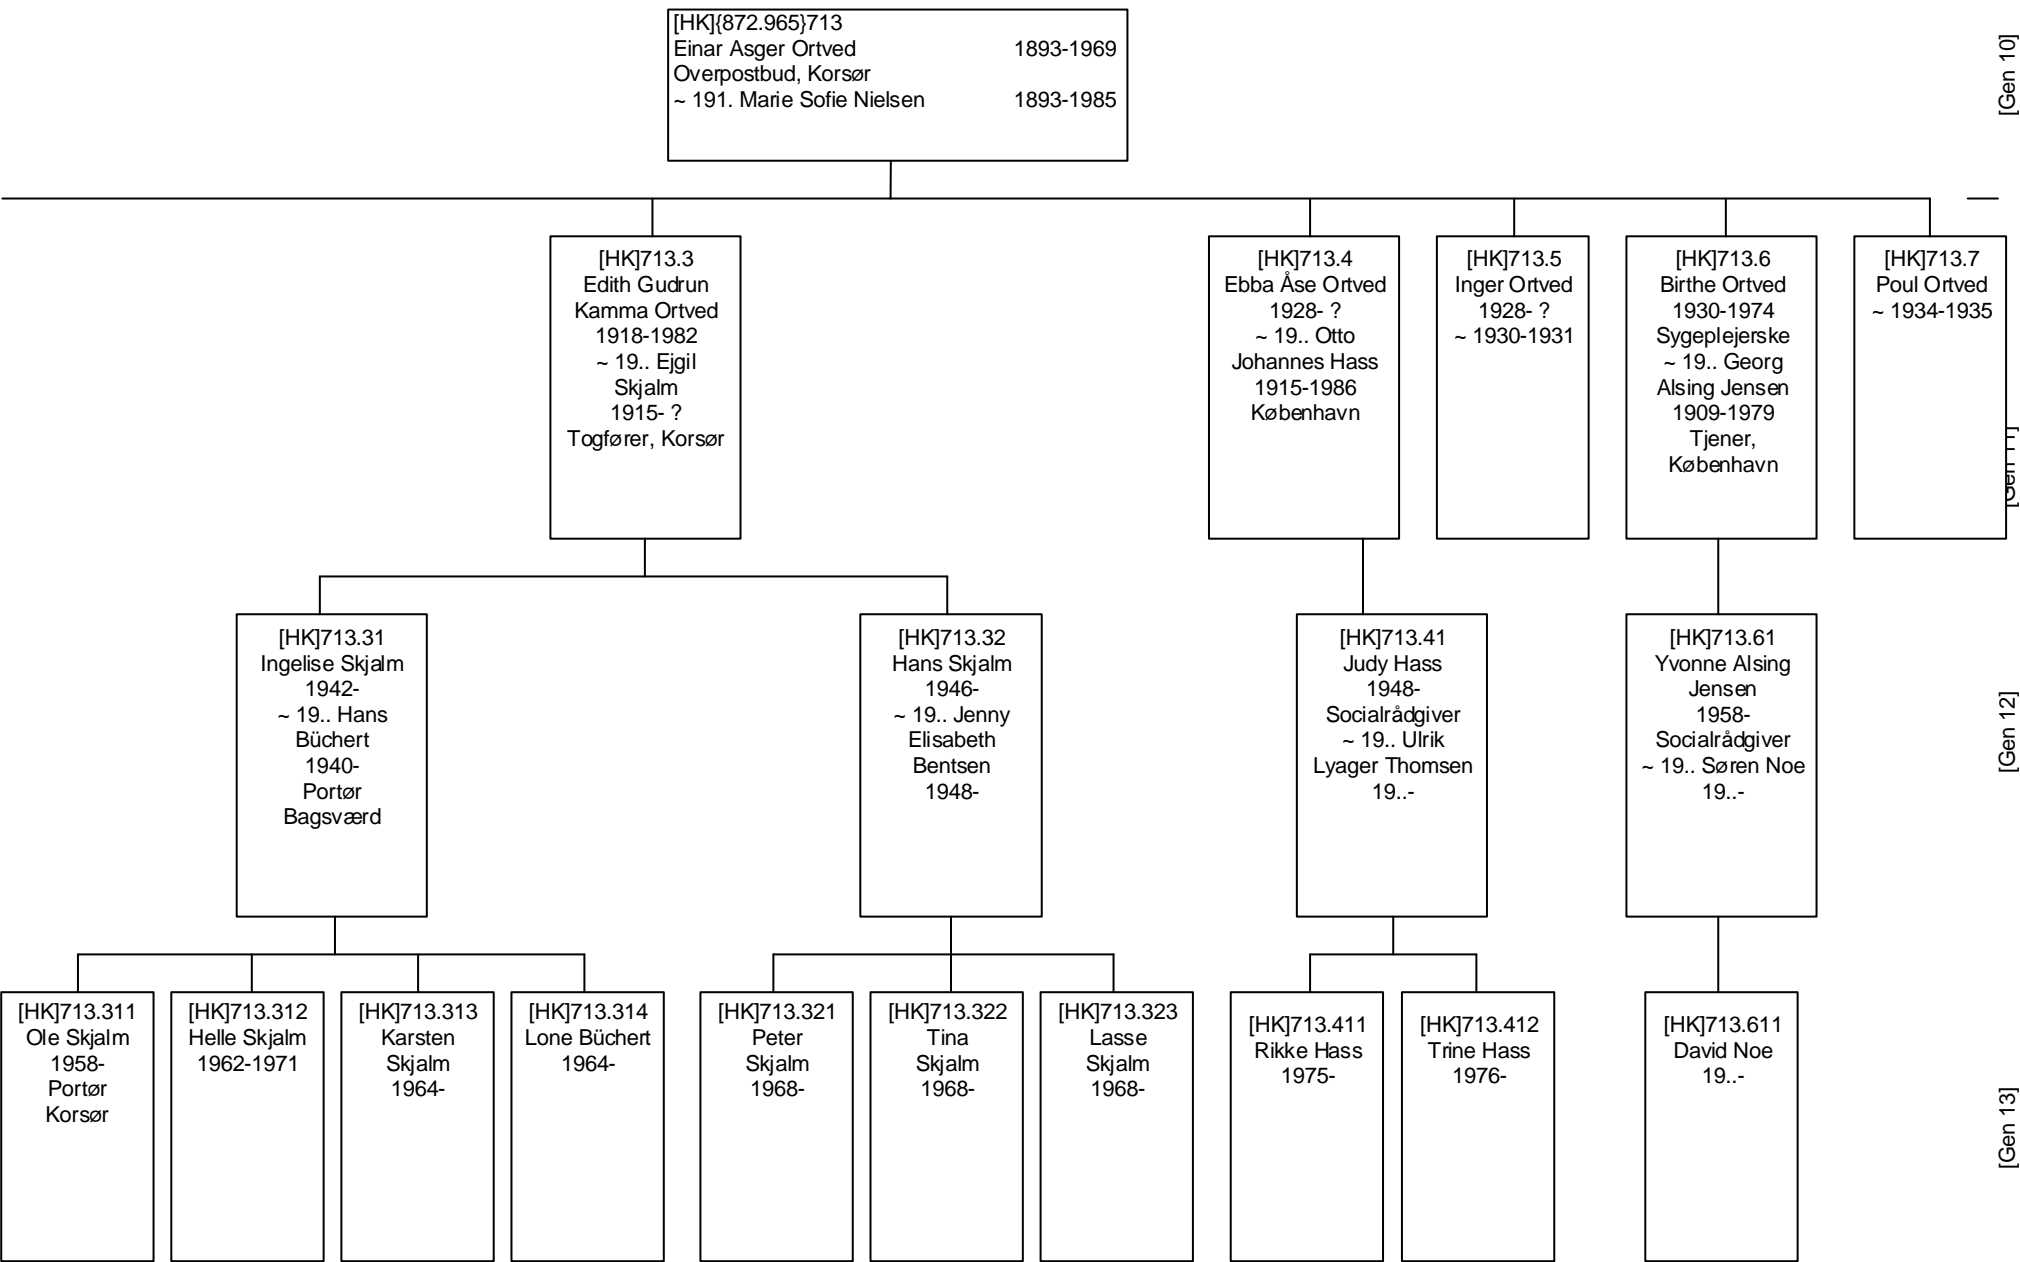 [HK]{872.965}713
Einar Asger Ortved 1893-1969
Overpostbud, Korsør
~ 191. Marie Sofie Nielsen 1893-1985
[Gen 10]
[HK]713.3
Edith Gudrun
Kamma Ortved
1918-1982
~ 19.. Ejgil
Skjalm
1915- ?
Togfører, Korsør
[HK]713.4
Ebba Åse Ortved
1928- ?
~ 19.. Otto
Johannes Hass
1915-1986
København
[HK]713.5
Inger Ortved
1928- ?
~ 1930-1931
[HK]713.6
Birthe Ortved
1930-1974
Sygeplejerske
~ 19.. Georg
Alsing Jensen
1909-1979
Tjener,
København
[HK]713.7
Poul Ortved
~ 1934-1935
[Gen 11]
[HK]713.31
Ingelise Skjalm
1942-
~ 19.. Hans
Büchert
1940-
Portør
Bagsværd
[HK]713.32
Hans Skjalm
1946-
~ 19.. Jenny
Elisabeth
Bentsen
1948-
[HK]713.41
Judy Hass
1948-
Socialrådgiver
~ 19.. Ulrik
Lyager Thomsen
19..-
[HK]713.61
Yvonne Alsing
Jensen
1958-
Socialrådgiver
~ 19.. Søren Noe
19..-
[Gen 12]
[HK]713.311
Ole Skjalm
1958-
Portør
Korsør
[HK]713.312
Helle Skjalm
1962-1971
[HK]713.313
Karsten
Skjalm
1964-
[HK]713.314
Lone Büchert
1964-
[HK]713.321
Peter
Skjalm
1968-
[HK]713.322
Tina
Skjalm
1968-
[HK]713.323
Lasse
Skjalm
1968-
[HK]713.411
Rikke Hass
1975-
[HK]713.412
Trine Hass
1976-
[HK]713.611
David Noe
19..-
[Gen 13]